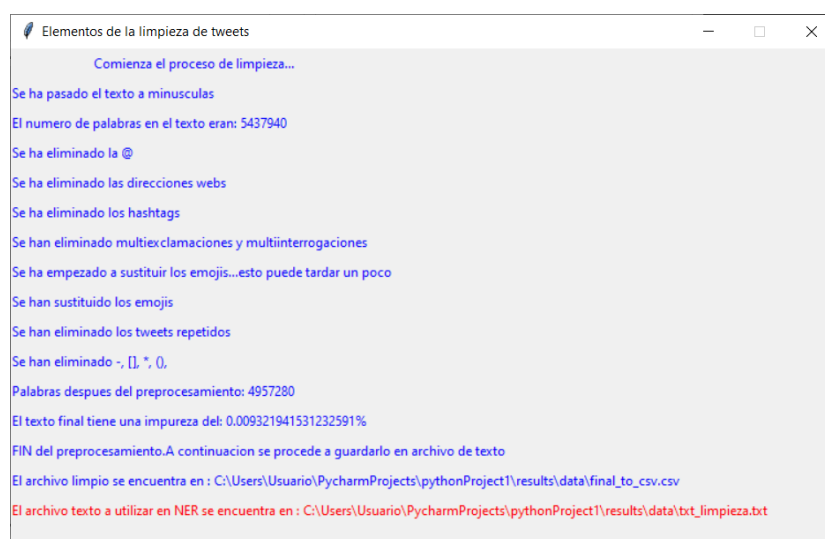 Elementos de la limpieza de tweets
Comienza el proceso de limpieza...
Se ha pasado el texto a minusculas
El numero de palabras en el texto eran: 5437940
Se ha eliminado la @
Se ha eliminado las direcciones webs
Se ha eliminado los hashtags
Se han eliminado multiexclamaciones y multiinterrogaciones
Se ha empezado a sustituir los emojis...esto puede tardar un poco
Se han sustituido los emojis
Se han eliminado los tweets repetidos
Se han eliminado -, [], *, (),
Palabras despues del preprocesamiento: 4957280
El texto final tiene una impureza del: 0.009321941531232591%
FIN del preprocesamiento.A continuacion se procede a guardarlo en archivo de texto
El archivo limpio se encuentra en : C:\Users\Usuario\PycharmProjects\pythonProject1\results\data\final_to_csv.csv
El archivo texto a utilizar en NER se encuentra en : C:\Users\Usuario\PycharmProjects\pythonProject1\results\data\txt_limpieza.txt